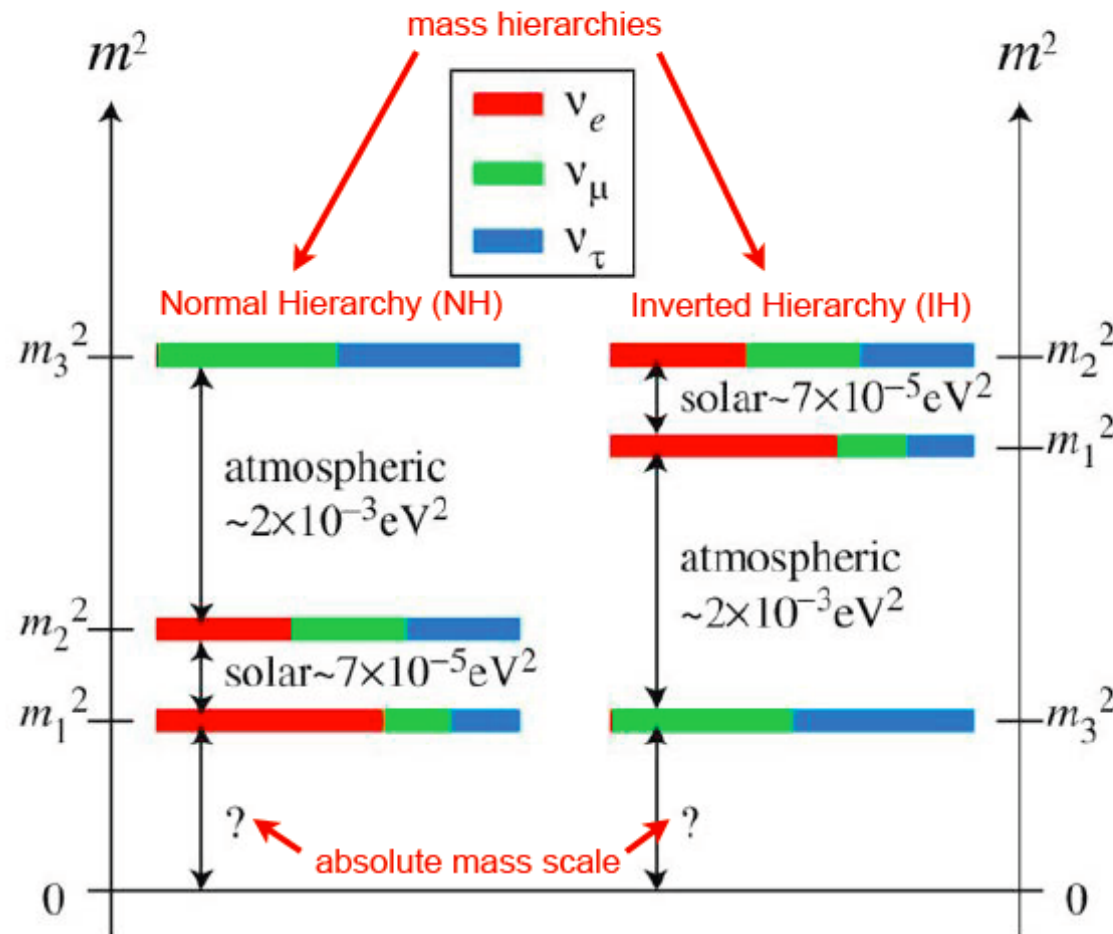 mass hierarchies
m²
m²
νₑ
ν_μ
ν_τ
Normal Hierarchy (NH)
Inverted Hierarchy (IH)
m₃²
m₂²
solar~7×10⁻⁵eV²
m₁²
atmospheric
~2×10⁻³eV²
atmospheric
~2×10⁻³eV²
m₂²
solar~7×10⁻⁵eV²
m₁²
m₃²
?
?
absolute mass scale
0
0